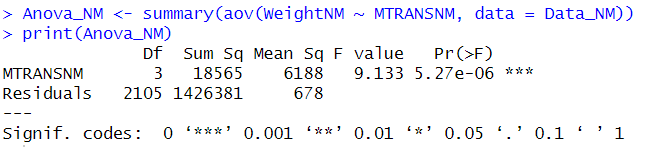 > Anova_NM <- summary(aov(WeightNM ~ MTRANSNM, data = Data_NM))
> print(Anova_NM)
Df Sum Sq Mean Sq F value Pr(>F)
MTRANSNM 3 18565 6188 9.133 5.27e-06 ***
Residuals 2105 1426381 678
---
Signif. codes: 0 ‘***’ 0.001 ‘**’ 0.01 ‘*’ 0.05 ‘.’ 0.1 ‘ ’ 1